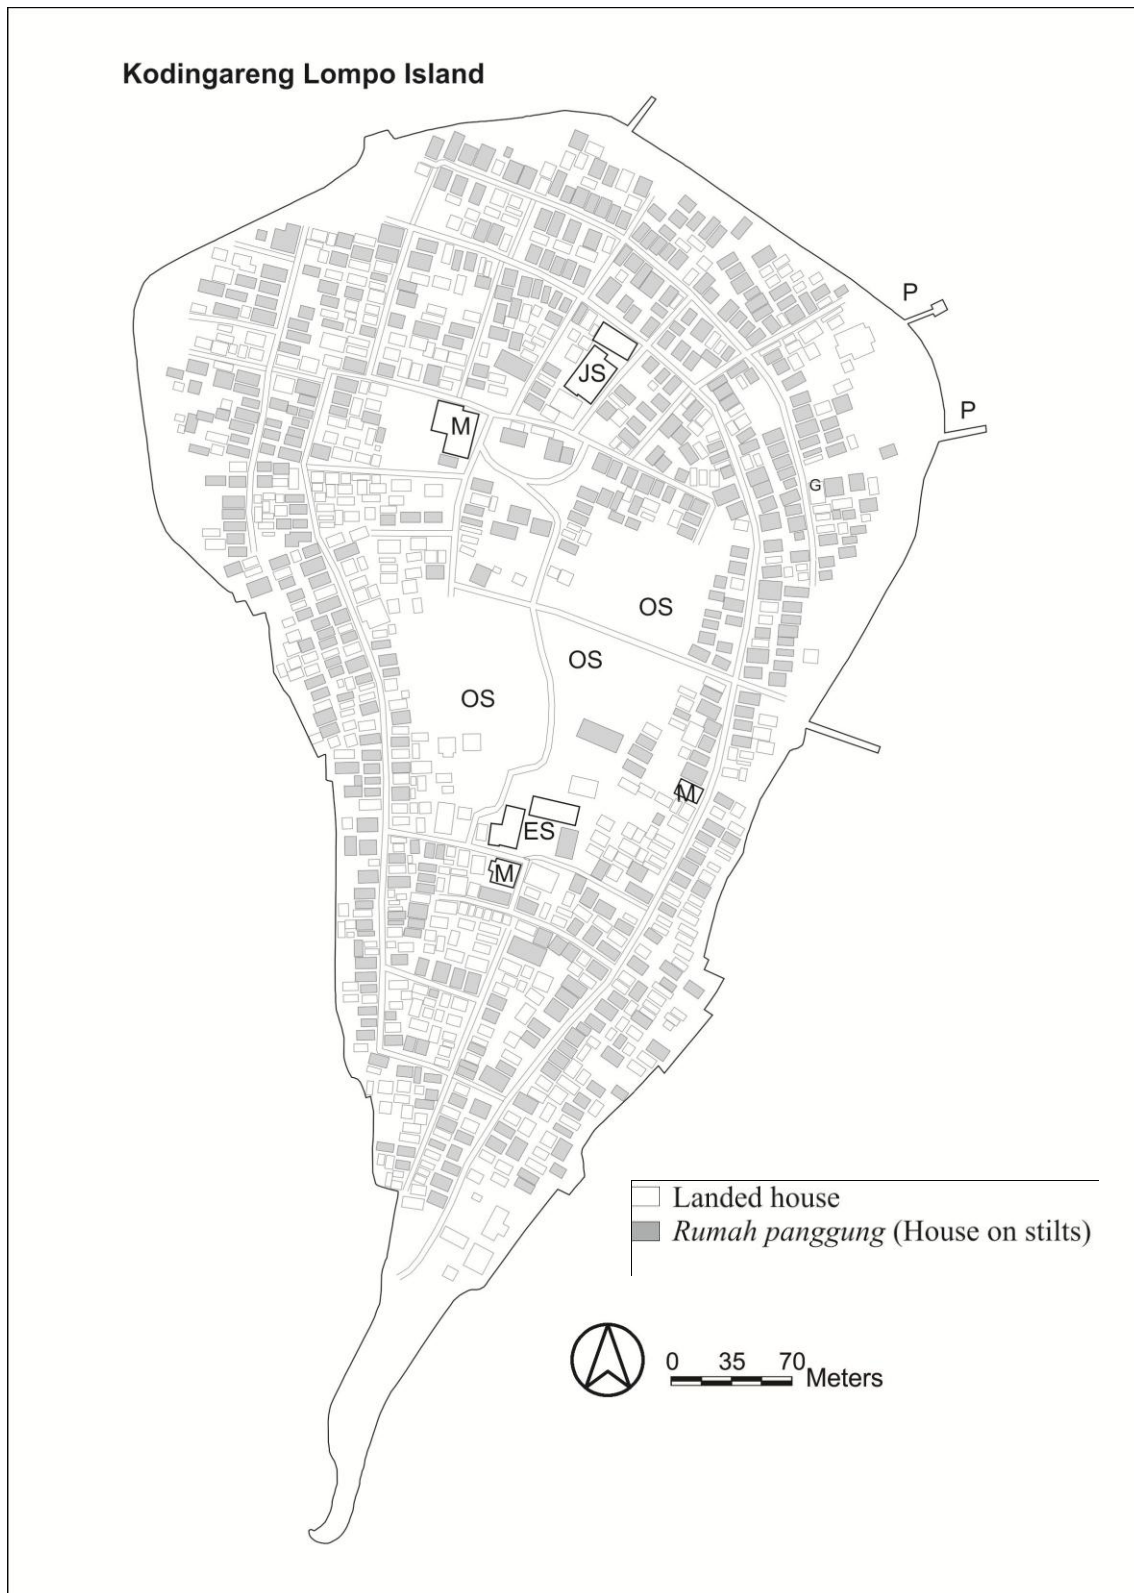 Kodingareng Lompo Island
P
JS
P
M
G
OS
OS
OS
M
ES
M
Landed house
Rumah panggung (House on stilts)
0 35 70
Meters